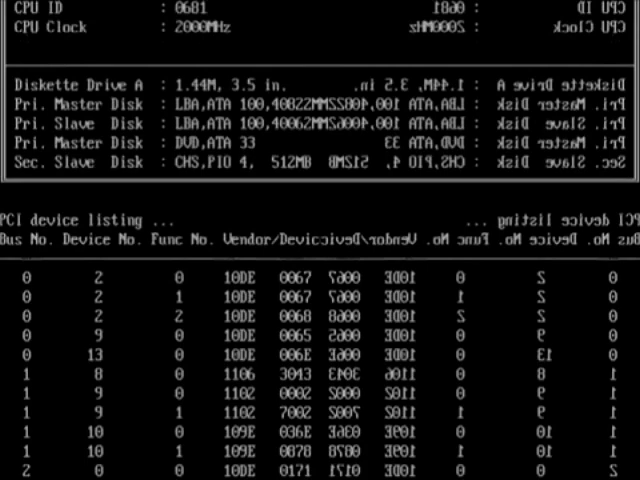 CPU ID : 0681
CPU Clock : 2000MHz
Diskette Drive A : 1.44M, 3.5 in.
Pri. Master Disk : LBA,ATA 100,40822MB
Pri. Slave Disk : LBA,ATA 100,40062MB
Pri. Master Disk : DVD,ATA 33
Sec. Slave Disk : CHS,PIO 4, 512MB
PCI device listing ...
Bus No. Device No. Func No. Vendor/Device
0 2 0 10DE 0067
0 2 1 10DE 0067
0 2 2 10DE 0068
0 9 0 10DE 0065
0 13 0 10DE 006E
1 8 0 1106 3043
1 9 0 1102 0002
1 9 1 1102 7002
1 10 0 109E 036E
1 10 1 109E 0878
2 0 0 10DE 0171